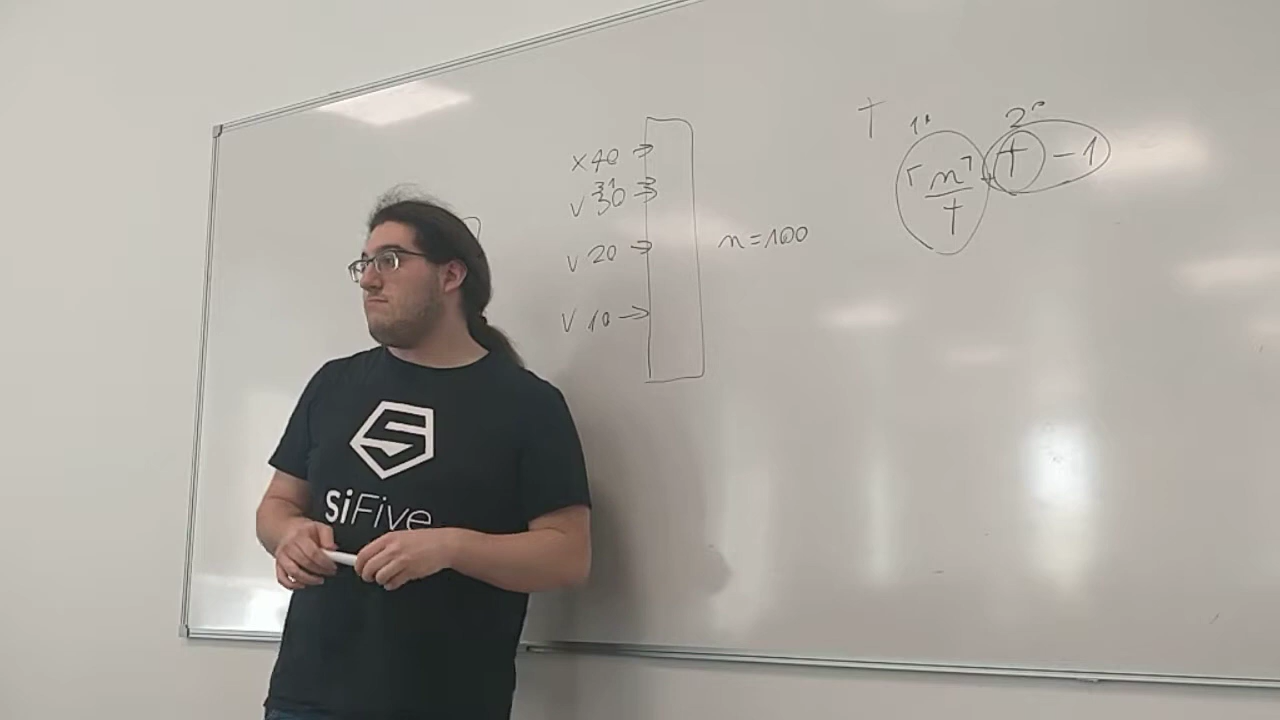 x 40 →
31 →
v 30 →
v 20 →
v 10 →
n = 100
T 1° 2°
⌈n/T⌉ + T - 1
SiFive